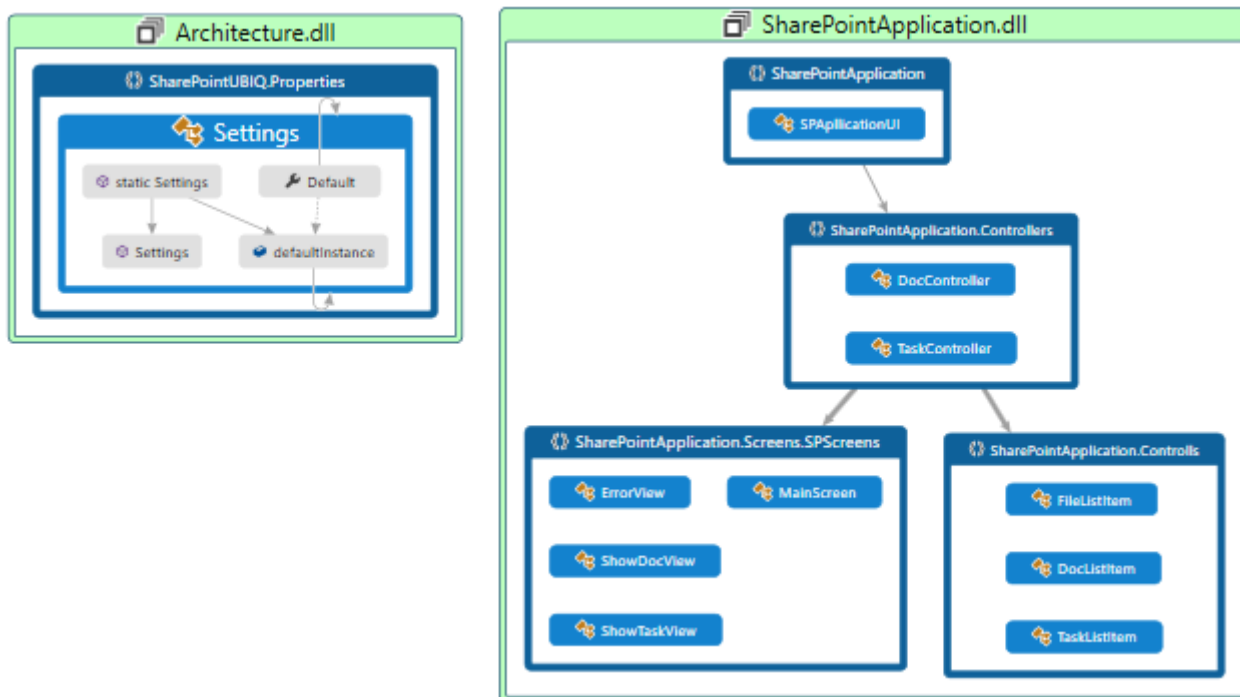 Architecture.dll
SharePointUBIQ.Properties
Settings
static Settings
Default
Settings
defaultInstance
SharePointApplication.dll
SharePointApplication
SPApllicationUI
SharePointApplication.Controllers
DocController
TaskController
SharePointApplication.Screens.SPScreens
ErrorView
MainScreen
ShowDocView
ShowTaskView
SharePointApplication.Controlls
FileListItem
DocListItem
TaskListItem